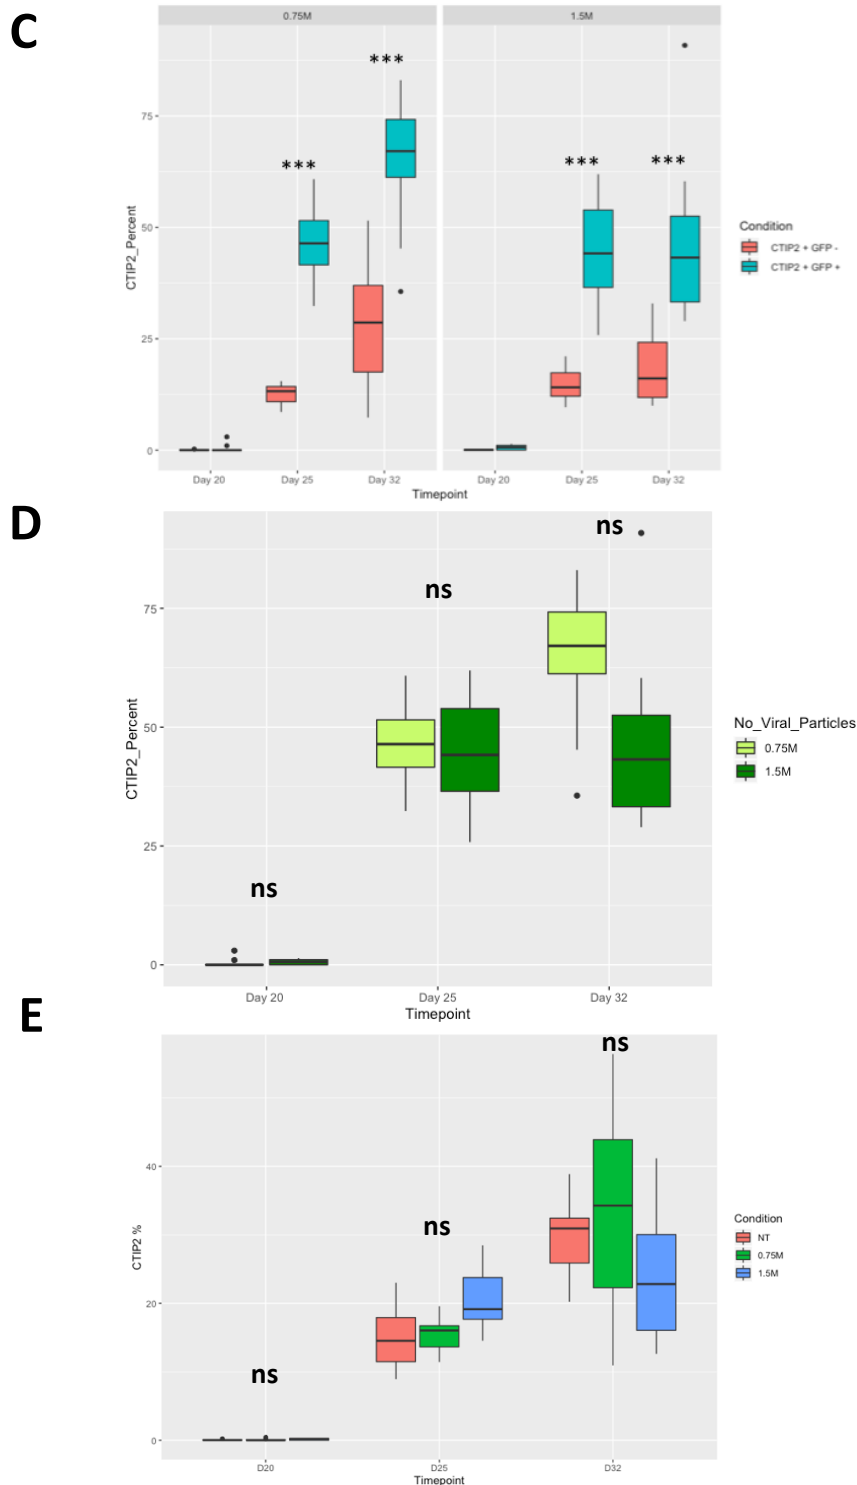 C
0.75M
1.5M
***
***
***
***
75
50
25
0
CTIP2_Percent
Day 20
Day 25
Day 32
Day 20
Day 25
Day 32
Timepoint
Condition
CTIP2 + GFP -
CTIP2 + GFP +
D
ns
ns
ns
75
50
25
0
CTIP2_Percent
Day 20
Day 25
Day 32
Timepoint
No_Viral_Particles
0.75M
1.5M
E
ns
ns
ns
40
20
0
CTIP2 %
D20
D25
D32
Timepoint
Condition
NT
0.75M
1.5M